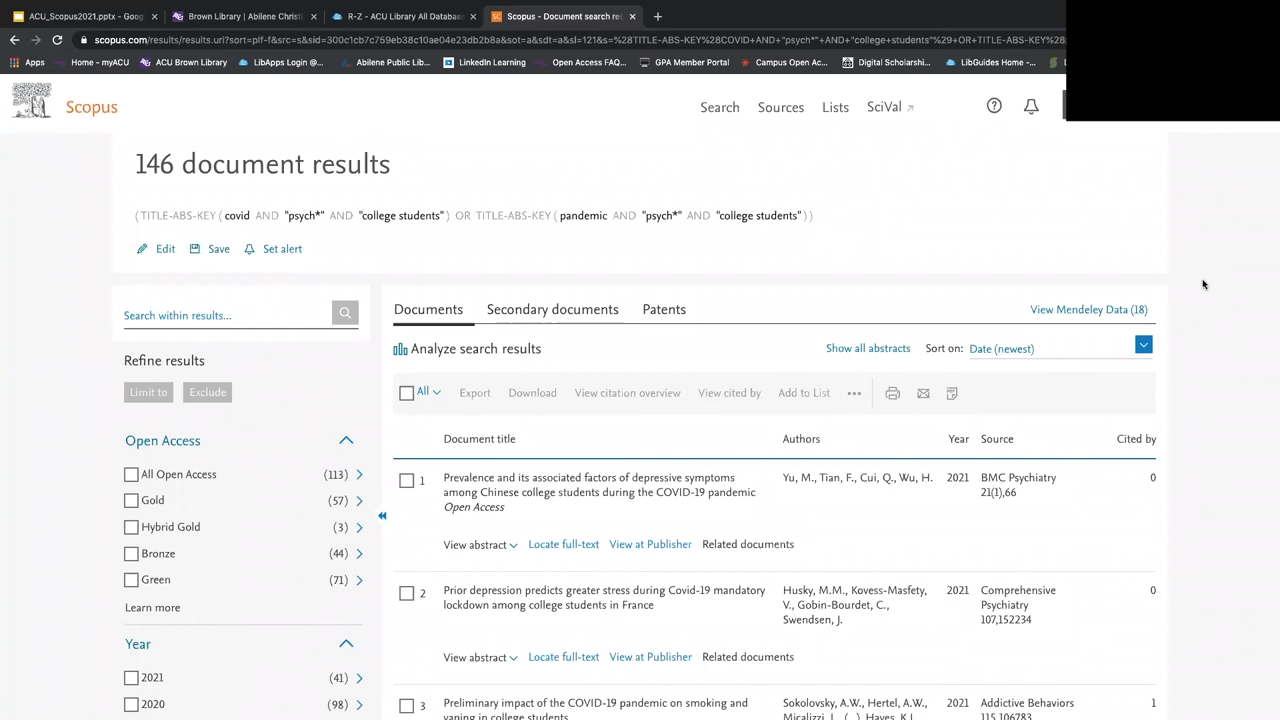 ACU_Scopus2021.pptx - Goog
Brown Library | Abilene Christi
R-Z - ACU Library All Database
Scopus - Document search res
scopus.com/results/results.uri?sort=plf-f&src=s&sid=300c1cb7c759eb38c10ae04e23db2b8a&sot=a&sdt=a&sl=121&s=%28TITLE-ABS-KEY%28COVID+AND+"psych*"+AND+"college+students"%29+OR+TITLE-ABS-KEY%28
Apps
Home - myACU
ACU Brown Library
LibApps Login @...
Abilene Public Lib...
LinkedIn Learning
Open Access FAQ...
GPA Member Portal
Campus Open Ac...
Digital Scholarshi...
LibGuides Home -...
Scopus
Search
Sources
Lists
SciVal
146 document results
( TITLE-ABS-KEY ( covid AND "psych*" AND "college students" ) OR TITLE-ABS-KEY ( pandemic AND "psych*" AND "college students" ) )
Edit
Save
Set alert
Search within results...
Refine results
Limit to
Exclude
Open Access
All Open Access (113)
Gold (57)
Hybrid Gold (3)
Bronze (44)
Green (71)
Learn more
Year
2021 (41)
2020 (98)
Documents
Secondary documents
Patents
View Mendeley Data (18)
Analyze search results
Show all abstracts
Sort on: Date (newest)
All
Export
Download
View citation overview
View cited by
Add to List
Document title
Authors
Year
Source
Cited by
1
Prevalence and its associated factors of depressive symptoms
among Chinese college students during the COVID-19 pandemic
Open Access
Yu, M., Tian, F., Cui, Q., Wu, H.
2021
BMC Psychiatry
21(1),66
0
View abstract
Locate full-text
View at Publisher
Related documents
2
Prior depression predicts greater stress during Covid-19 mandatory
lockdown among college students in France
Husky, M.M., Kovess-Masfety,
V., Gobin-Bourdet, C.,
Swendsen, J.
2021
Comprehensive
Psychiatry
107,152234
0
View abstract
Locate full-text
View at Publisher
Related documents
3
Preliminary impact of the COVID-19 pandemic on smoking and
vaping in college students
Sokolovsky, A.W., Hertel, A.W.,
Micalizzi, L., (...), Hayes, K.L.
2021
Addictive Behaviors
115,106783
1